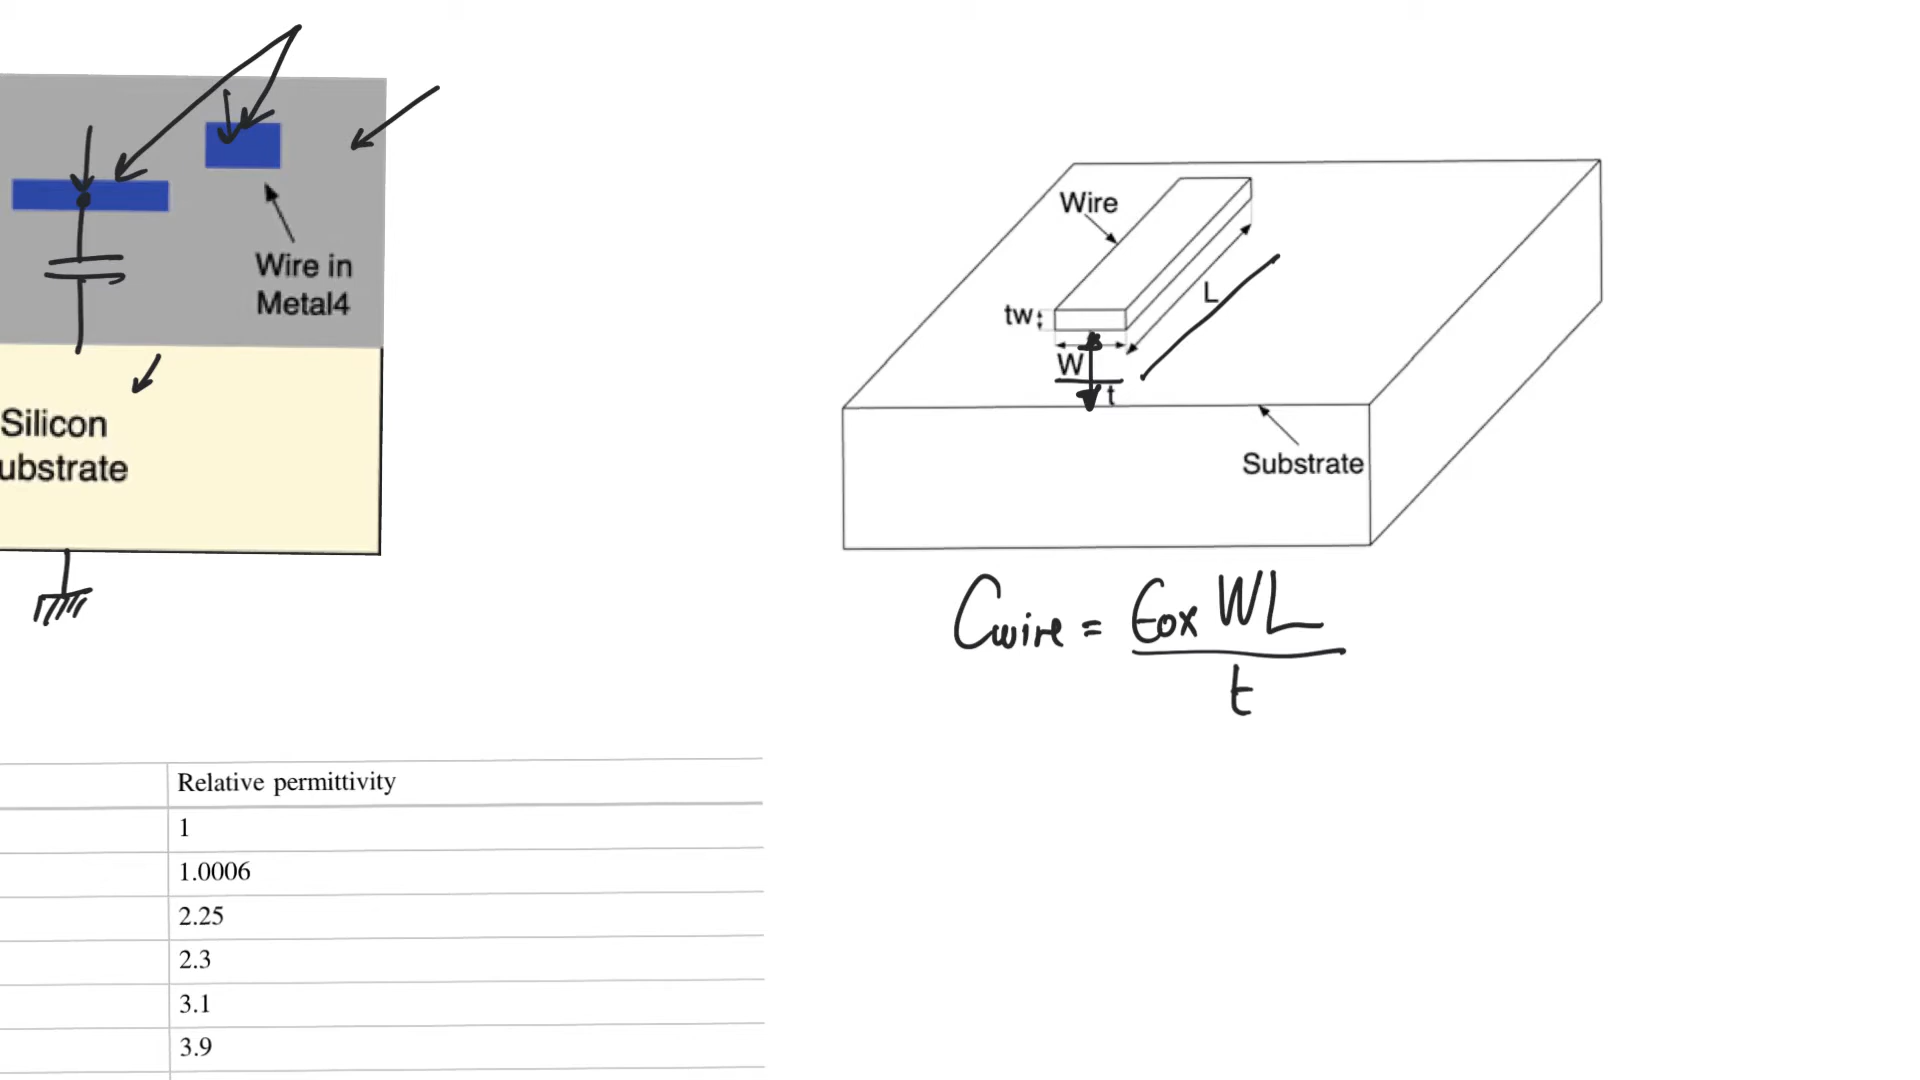 Wire in
Metal4
Silicon
ubstrate
Wire
tw
L
W
t
Substrate
Cwire = ϵox WL
t
Relative permittivity
1
1.0006
2.25
2.3
3.1
3.9